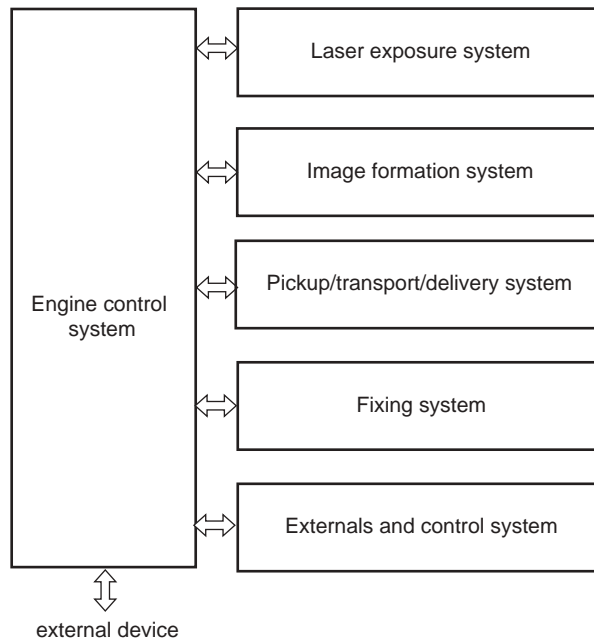 Laser exposure system
Image formation system
Pickup/transport/delivery system
Engine control
system
Fixing system
Externals and control system
external device